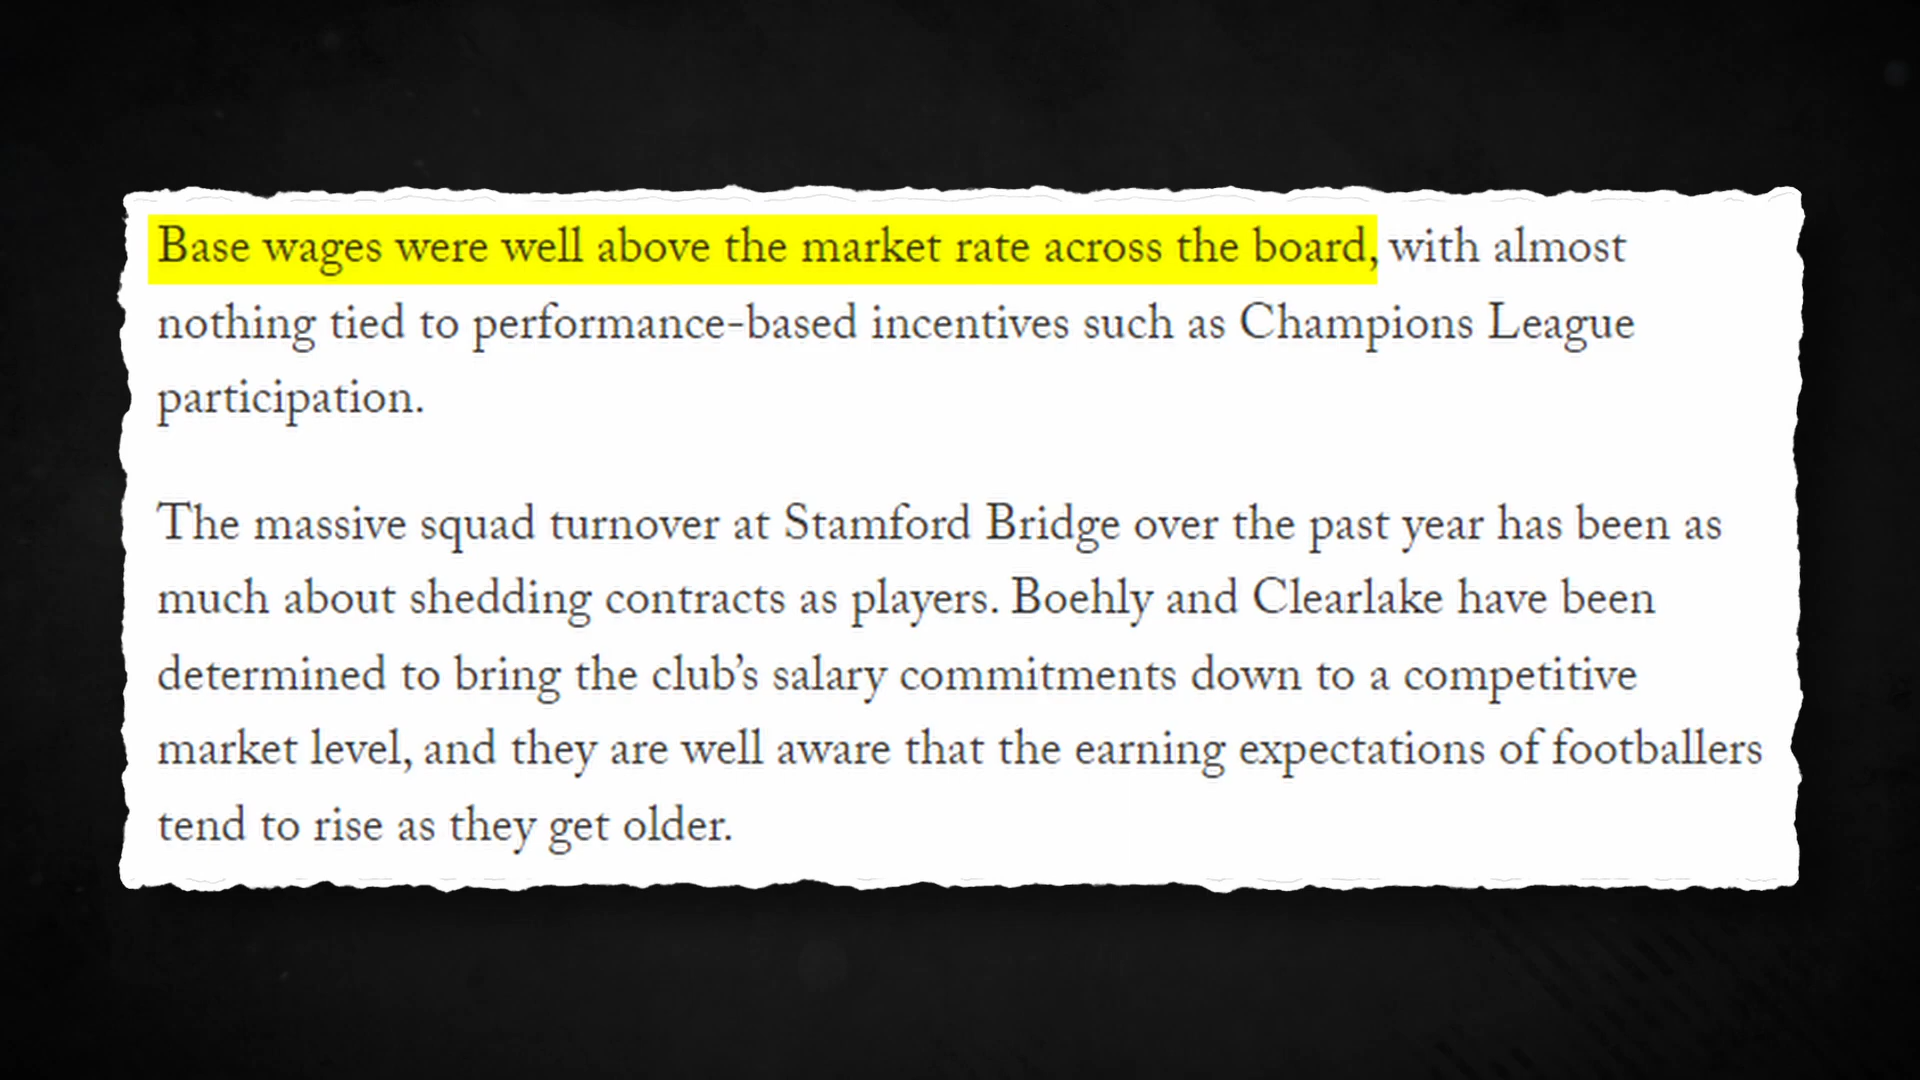 Base wages were well above the market rate across the board, with almost
nothing tied to performance-based incentives such as Champions League
participation.
The massive squad turnover at Stamford Bridge over the past year has been as
much about shedding contracts as players. Boehly and Clearlake have been
determined to bring the club’s salary commitments down to a competitive
market level, and they are well aware that the earning expectations of footballers
tend to rise as they get older.